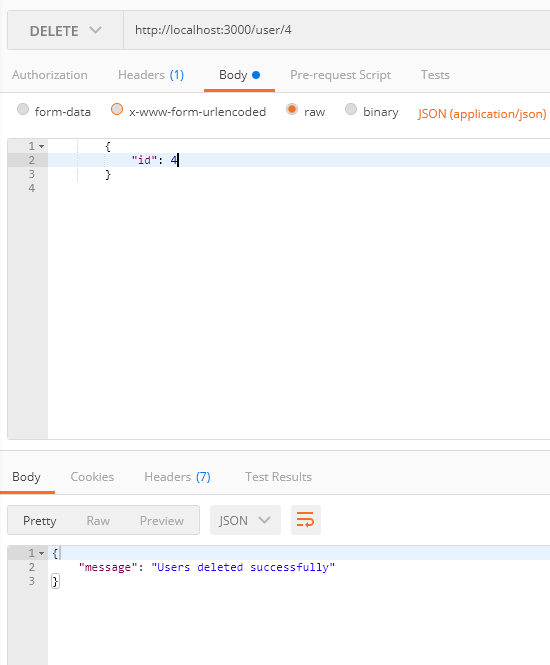 DELETE http://localhost:3000/user/4
Authorization Headers (1) Body Pre-request Script Tests
form-data x-www-form-urlencoded raw binary JSON (application/json)
1 {
2 "id": 4
3 }
4
Body Cookies Headers (7) Test Results
Pretty Raw Preview JSON
1 {
2 "message": "Users deleted successfully"
3 }